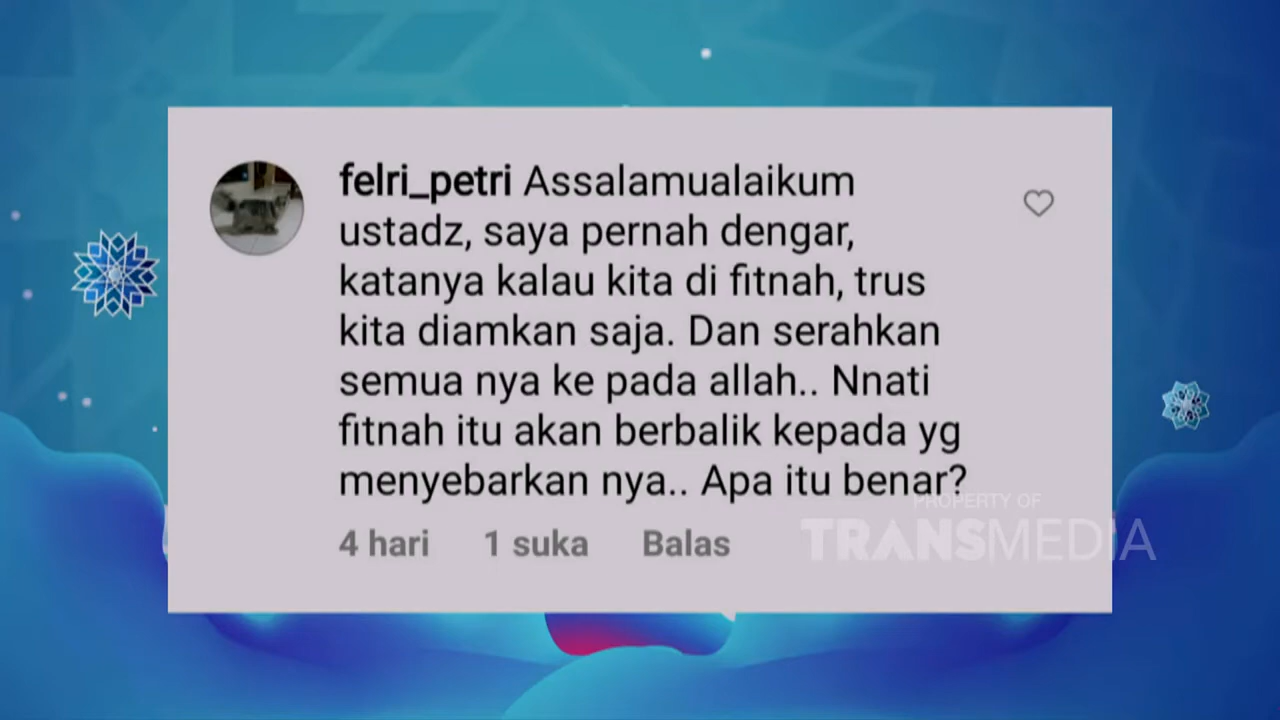 felri_petri Assalamualaikum
ustadz, saya pernah dengar,
katanya kalau kita di fitnah, trus
kita diamkan saja. Dan serahkan
semua nya ke pada allah.. Nnati
fitnah itu akan berbalik kepada yg
menyebarkan nya.. Apa itu benar?
PROPERTY OF
TRANSMEDIA
4 hari 1 suka Balas